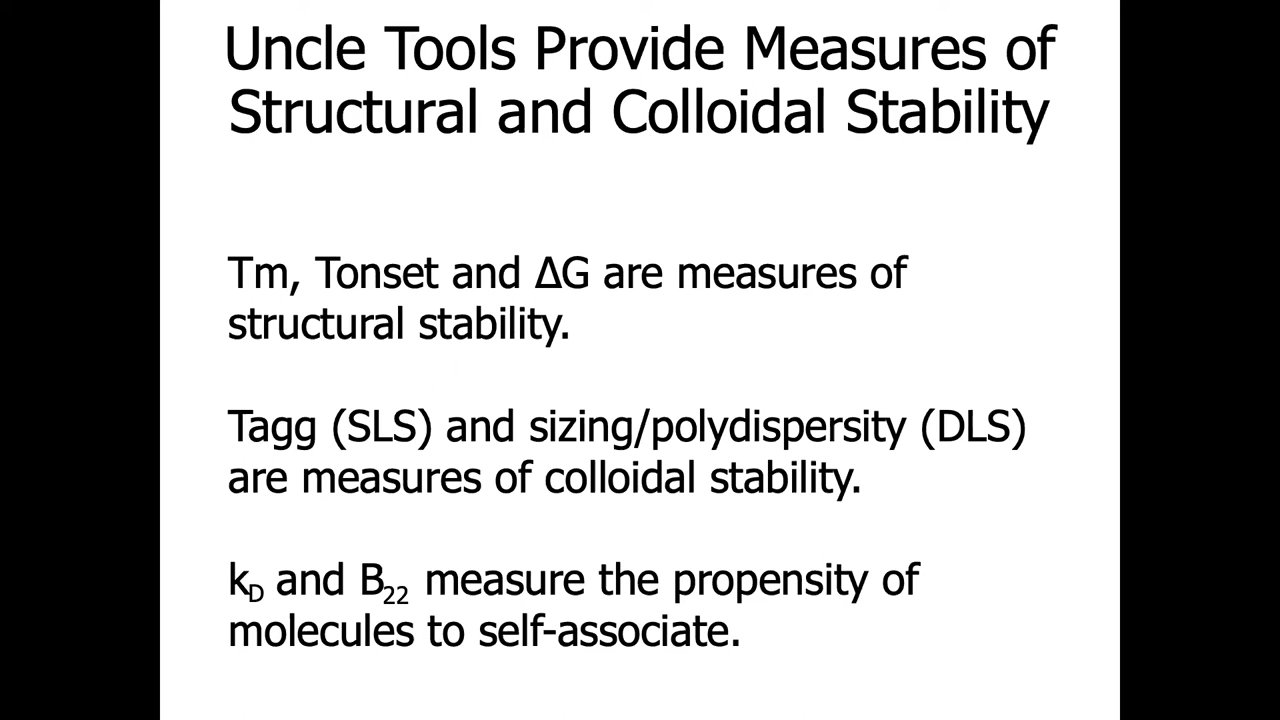 Uncle Tools Provide Measures of
Structural and Colloidal Stability
Tm, Tonset and ΔG are measures of
structural stability.
Tagg (SLS) and sizing/polydispersity (DLS)
are measures of colloidal stability.
k_D and B_22 measure the propensity of
molecules to self-associate.